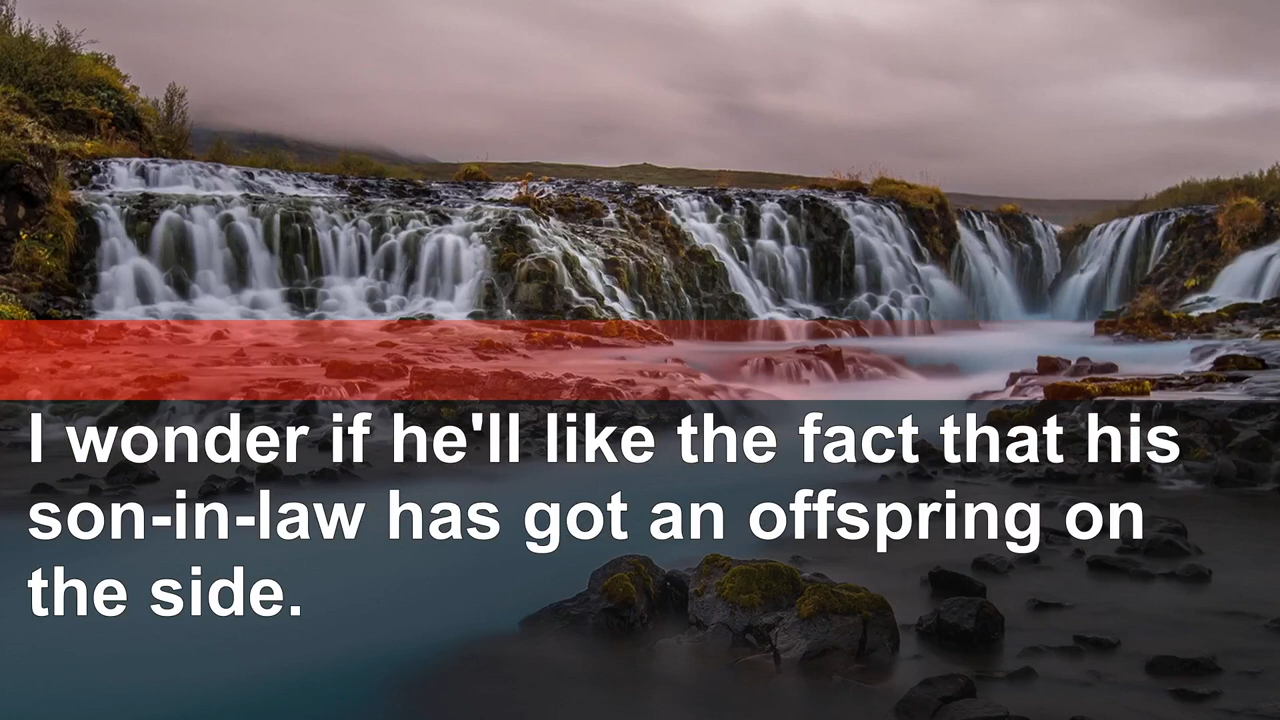 I wonder if he'll like the fact that his
son-in-law has got an offspring on
the side.